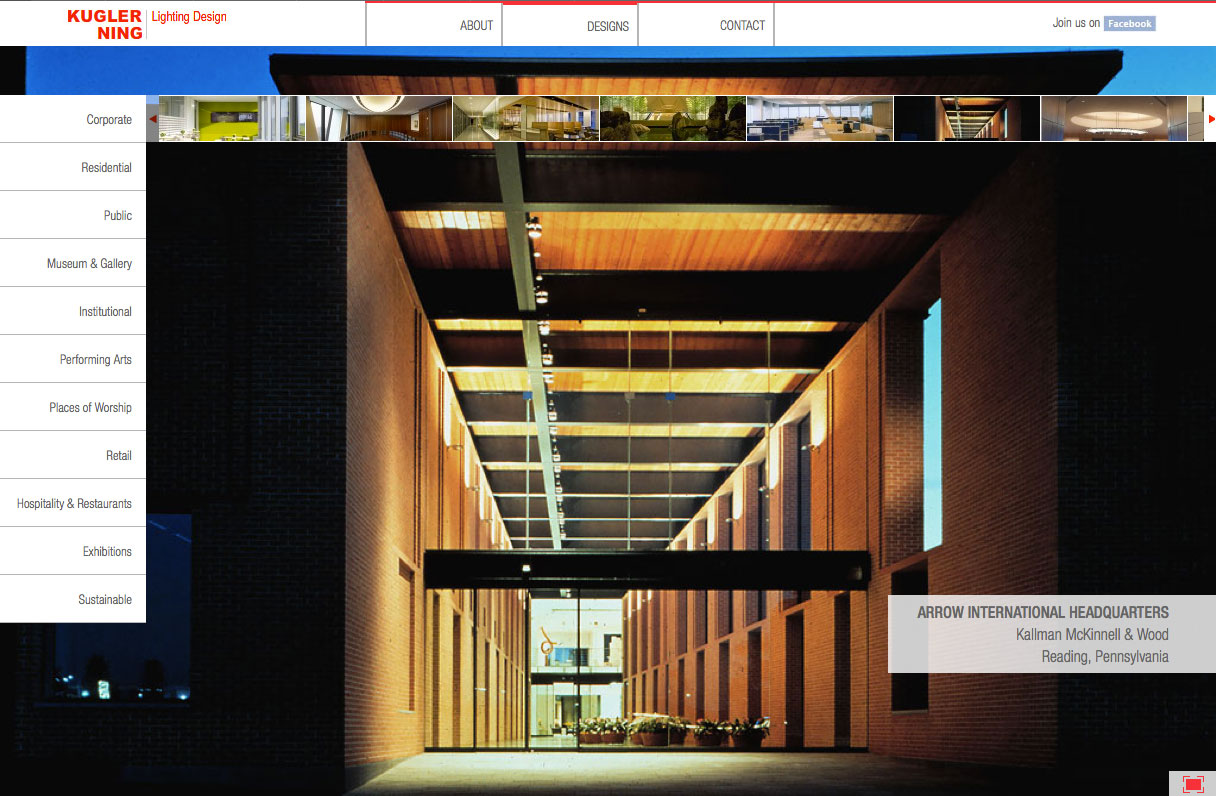 KUGLER
NING
Lighting Design
ABOUT
DESIGNS
CONTACT
Join us on Facebook
Corporate
Residential
Public
Museum & Gallery
Institutional
Performing Arts
Places of Worship
Retail
Hospitality & Restaurants
Exhibitions
Sustainable
ARROW INTERNATIONAL HEADQUARTERS
Kallman McKinnell & Wood
Reading, Pennsylvania